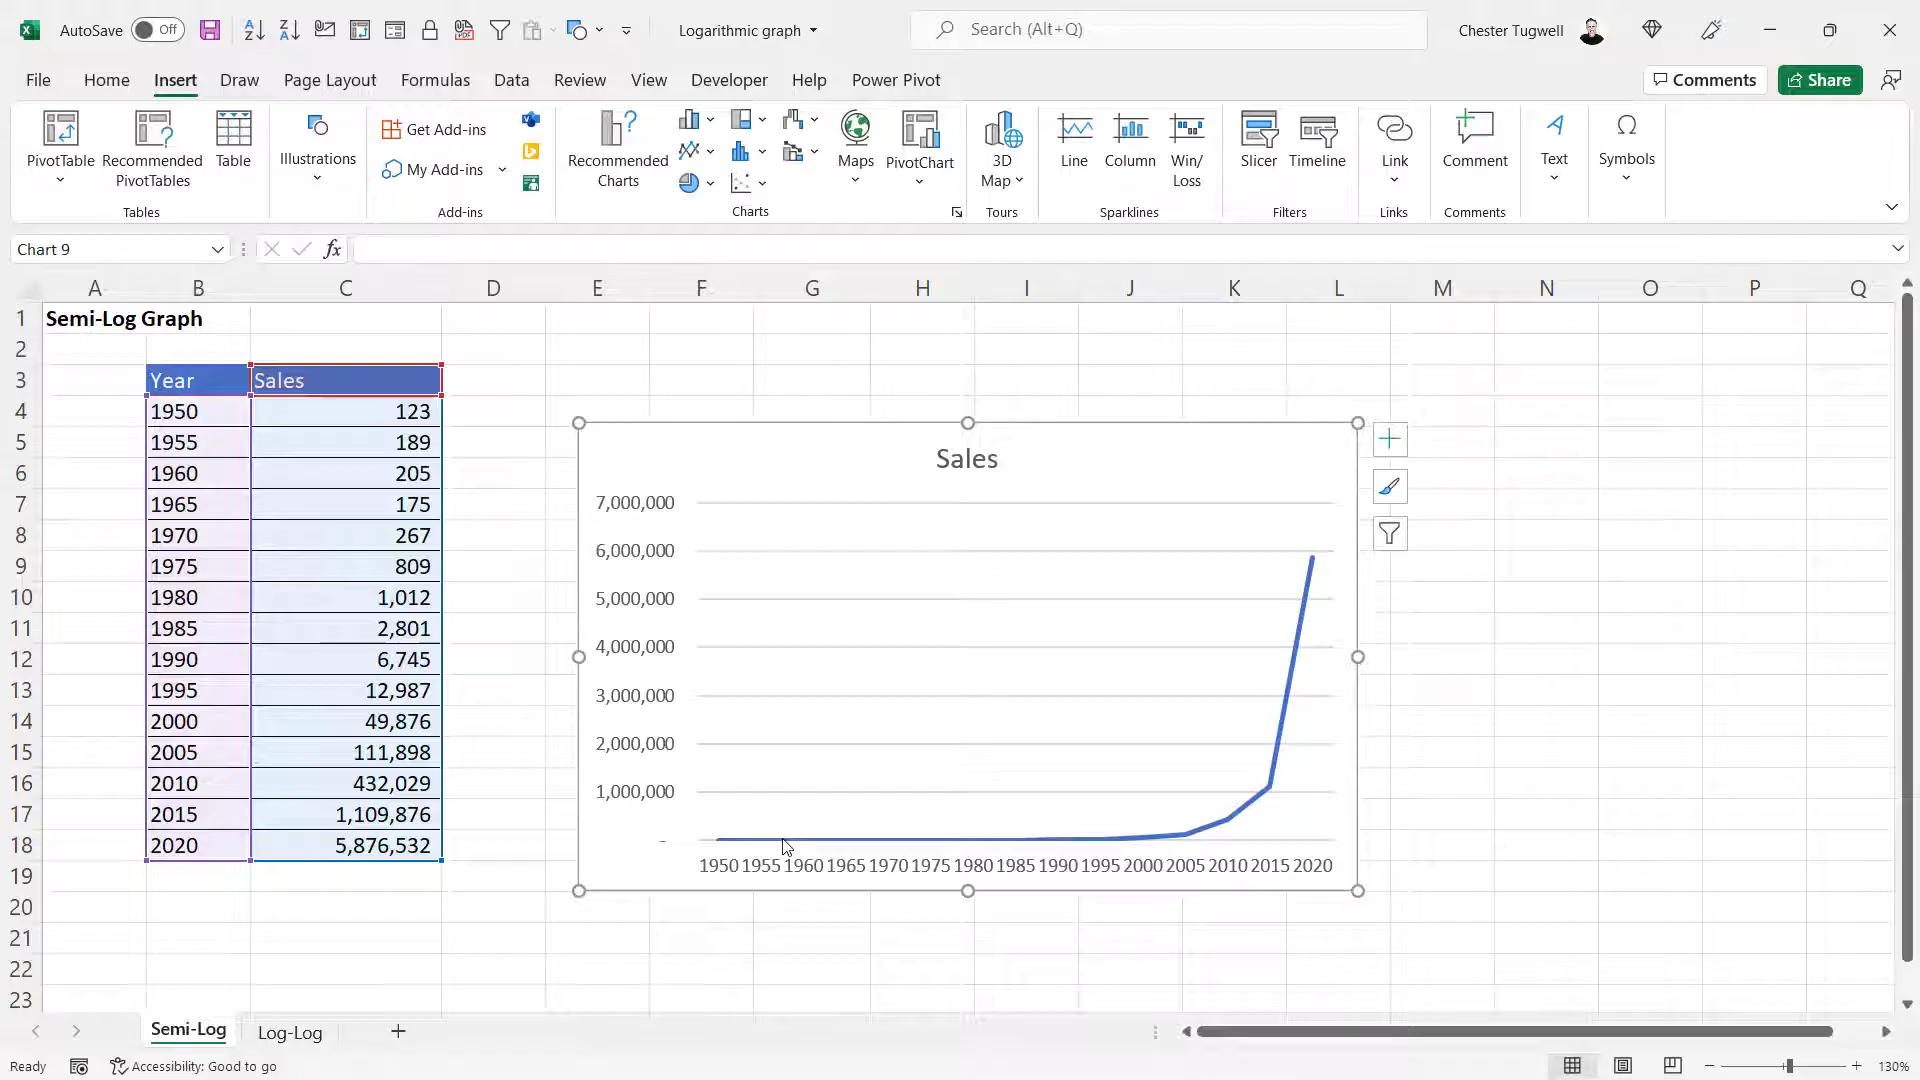 AutoSave Off Logarithmic graph Search (Alt+Q) Chester Tugwell
File Home Insert Draw Page Layout Formulas Data Review View Developer Help Power Pivot Comments Share
PivotTable
Recommended
PivotTables
Table
Tables
Illustrations
Get Add-ins
My Add-ins
Add-ins
Recommended
Charts
Maps
PivotChart
Charts
3D
Map
Tours
Line
Column
Win/
Loss
Sparklines
Slicer
Timeline
Filters
Link
Links
Comment
Comments
Text
Symbols
Chart 9 fx
A B C D E F G H I J K L M N O P Q
1 Semi-Log Graph
2
3 Year Sales
4 1950 123
5 1955 189
6 1960 205
7 1965 175
8 1970 267
9 1975 809
10 1980 1,012
11 1985 2,801
12 1990 6,745
13 1995 12,987
14 2000 49,876
15 2005 111,898
16 2010 432,029
17 2015 1,109,876
18 2020 5,876,532
19
20
21
22
23
Sales
7,000,000
6,000,000
5,000,000
4,000,000
3,000,000
2,000,000
1,000,000
-
1950 1955 1960 1965 1970 1975 1980 1985 1990 1995 2000 2005 2010 2015 2020
Semi-Log Log-Log
Ready Accessibility: Good to go 130%